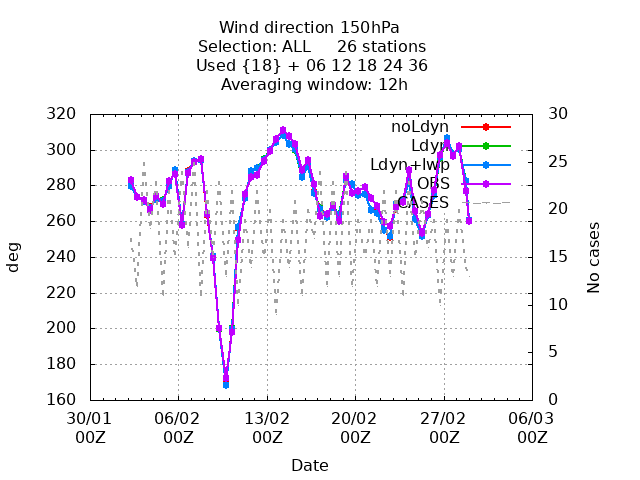 Wind direction 150hPa
Selection: ALL 26 stations
Used {18} + 06 12 18 24 36
Averaging window: 12h
320
300
280
260
240
220
200
180
160
deg
30
25
20
15
10
5
0
No cases
noLdyn
Ldyn
Ldyn+lwb
OBS
CASES
30/01 06/02 13/02 20/02 27/02 06/03
00Z 00Z 00Z 00Z 00Z 00Z
Date